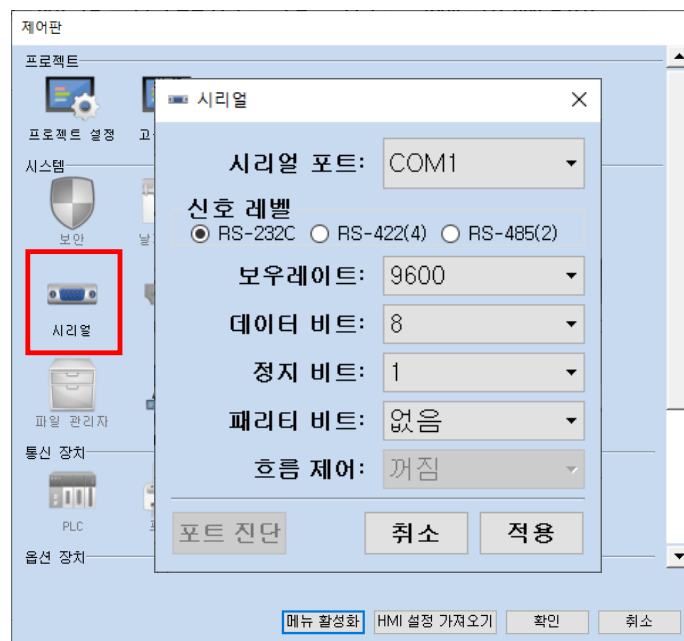 제어판
프로젝트
프로젝트 설정
시스템
보안
시리얼
파일 관리자
통신 장치
PLC
옵션 장치
시리얼
시리얼 포트: COM1
신호 레벨
RS-232C RS-422(4) RS-485(2)
보우레이트: 9600
데이터 비트: 8
정지 비트: 1
패리티 비트: 없음
흐름 제어: 꺼짐
포트 진단 취소 적용
메뉴 활성화 HMI 설정 가져오기 확인 취소